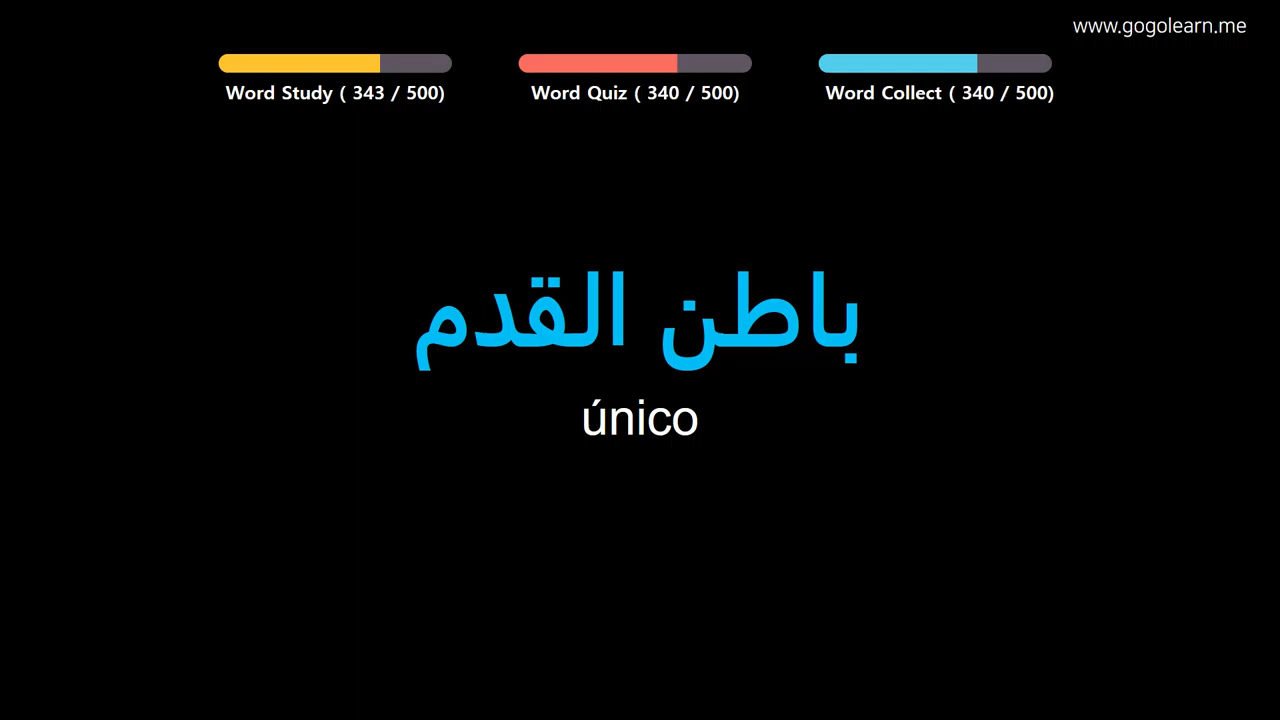 www.gogolearn.me
Word Study ( 343 / 500)
Word Quiz ( 340 / 500)
Word Collect ( 340 / 500)
باطن القدم
único